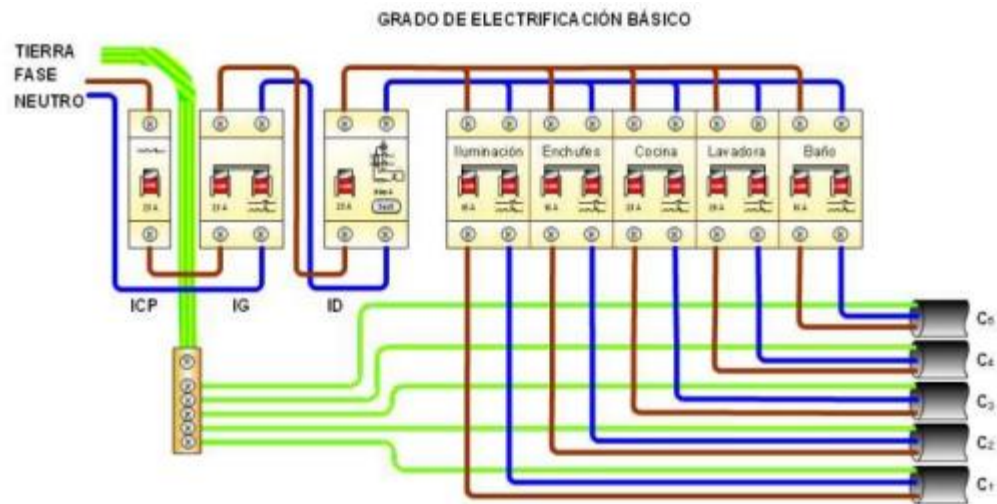 GRADO DE ELECTRIFICACIÓN BÁSICO
TIERRA
FASE
NEUTRO
Iluminación Enchufes Cocina Lavadora Baño
ICP IG ID
C5
C4
C3
C2
C1